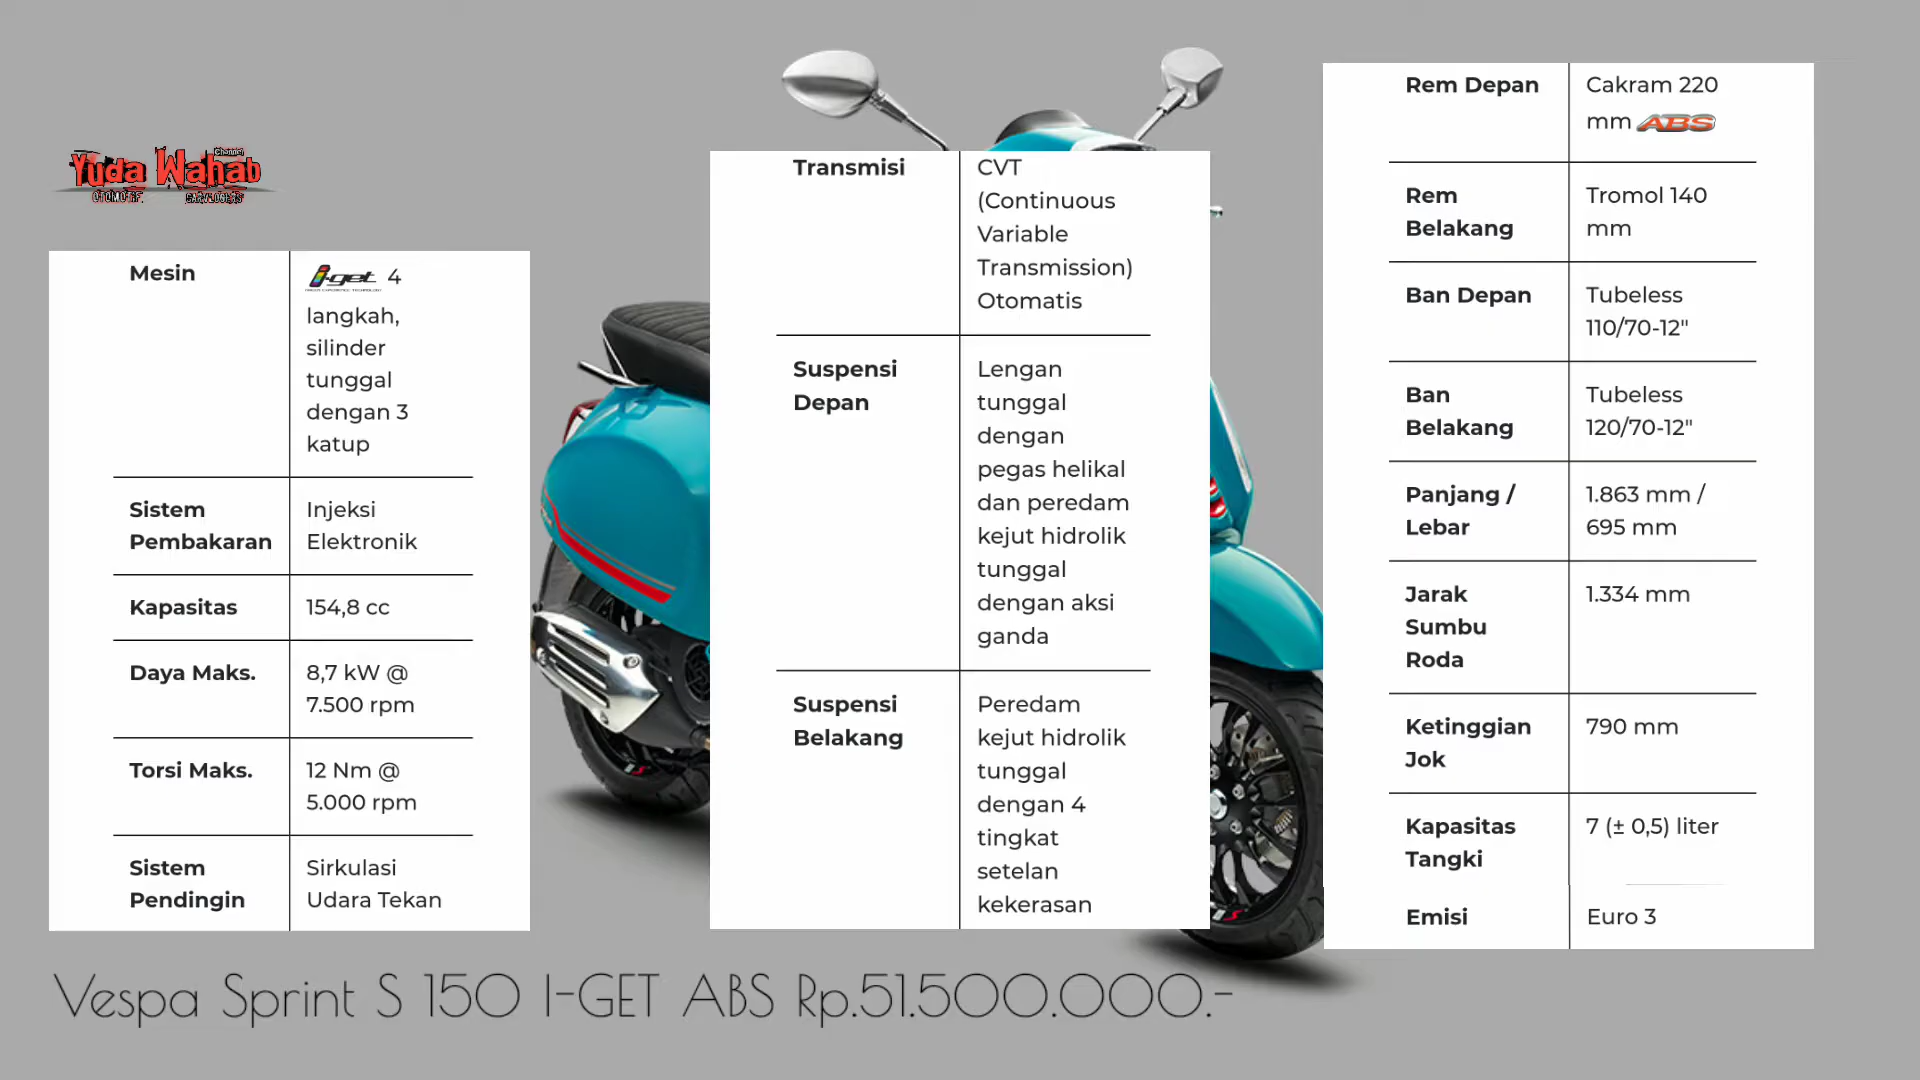 Channel
Yuda Wahab
OTOMOTIF
Mesin
i-get 4
langkah,
silinder
tunggal
dengan 3
katup
Sistem
Pembakaran
Injeksi
Elektronik
Kapasitas
154,8 cc
Daya Maks.
8,7 kW @
7.500 rpm
Torsi Maks.
12 Nm @
5.000 rpm
Sistem
Pendingin
Sirkulasi
Udara Tekan
Transmisi
CVT
(Continuous
Variable
Transmission)
Otomatis
Suspensi
Depan
Lengan
tunggal
dengan
pegas helikal
dan peredam
kejut hidrolik
tunggal
dengan aksi
ganda
Suspensi
Belakang
Peredam
kejut hidrolik
tunggal
dengan 4
tingkat
setelan
kekerasan
Rem Depan
Cakram 220
mm ABS
Rem
Belakang
Tromol 140
mm
Ban Depan
Tubeless
110/70-12"
Ban
Belakang
Tubeless
120/70-12"
Panjang /
Lebar
1.863 mm /
695 mm
Jarak
Sumbu
Roda
1.334 mm
Ketinggian
Jok
790 mm
Kapasitas
Tangki
7 (± 0,5) liter
Emisi
Euro 3
Vespa Sprint S 150 I-GET ABS Rp.51.500.000.-